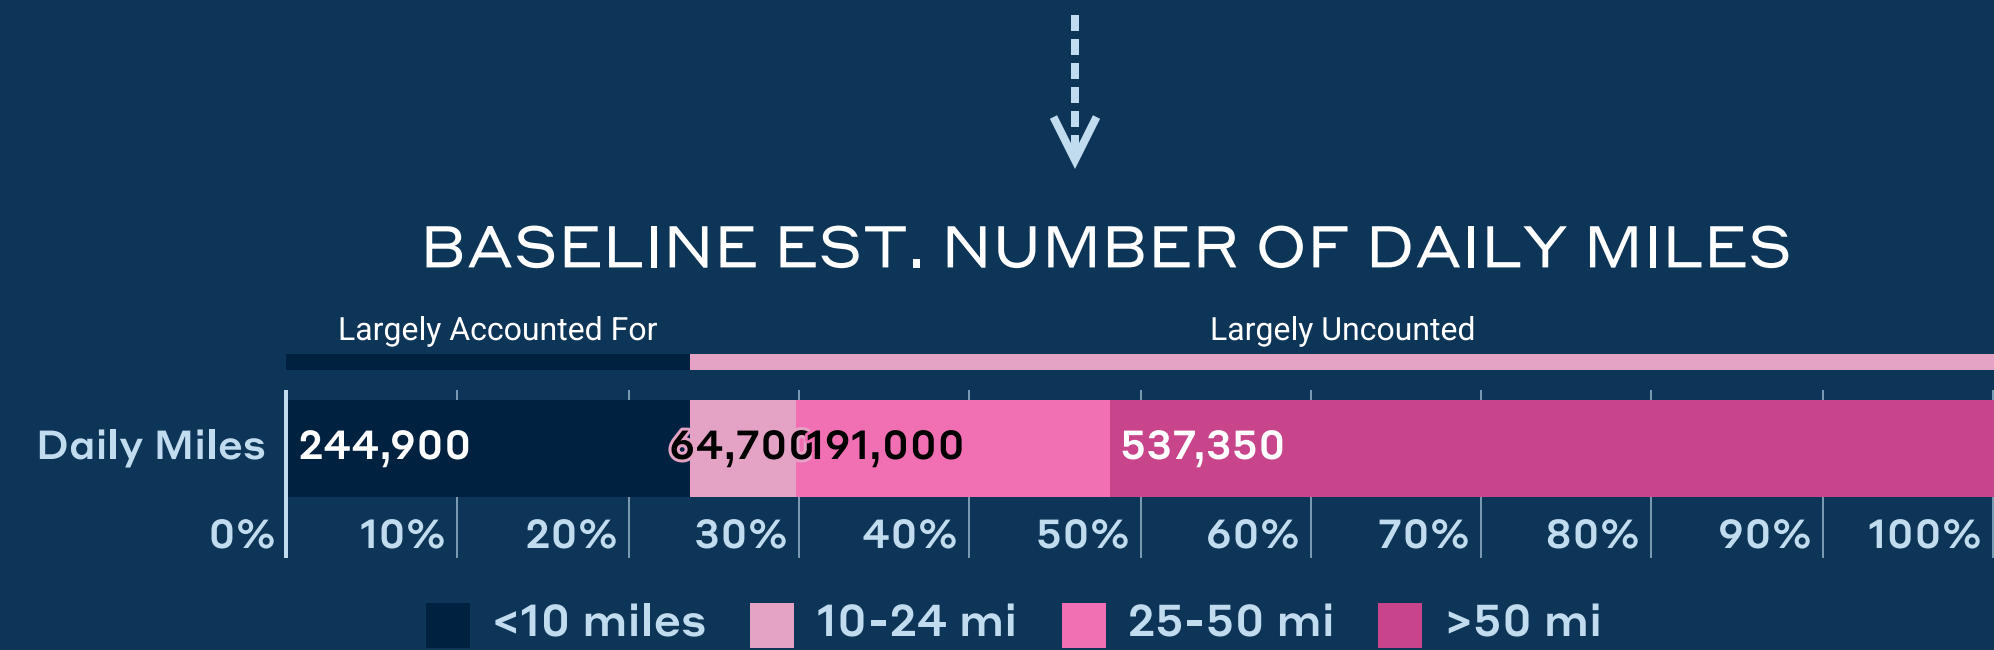 BASELINE EST. NUMBER OF DAILY MILES
Largely Accounted For Largely Uncounted
Daily Miles 244,900 64,700 191,000 537,350
0% 10% 20% 30% 40% 50% 60% 70% 80% 90% 100%
<10 miles 10-24 mi 25-50 mi >50 mi